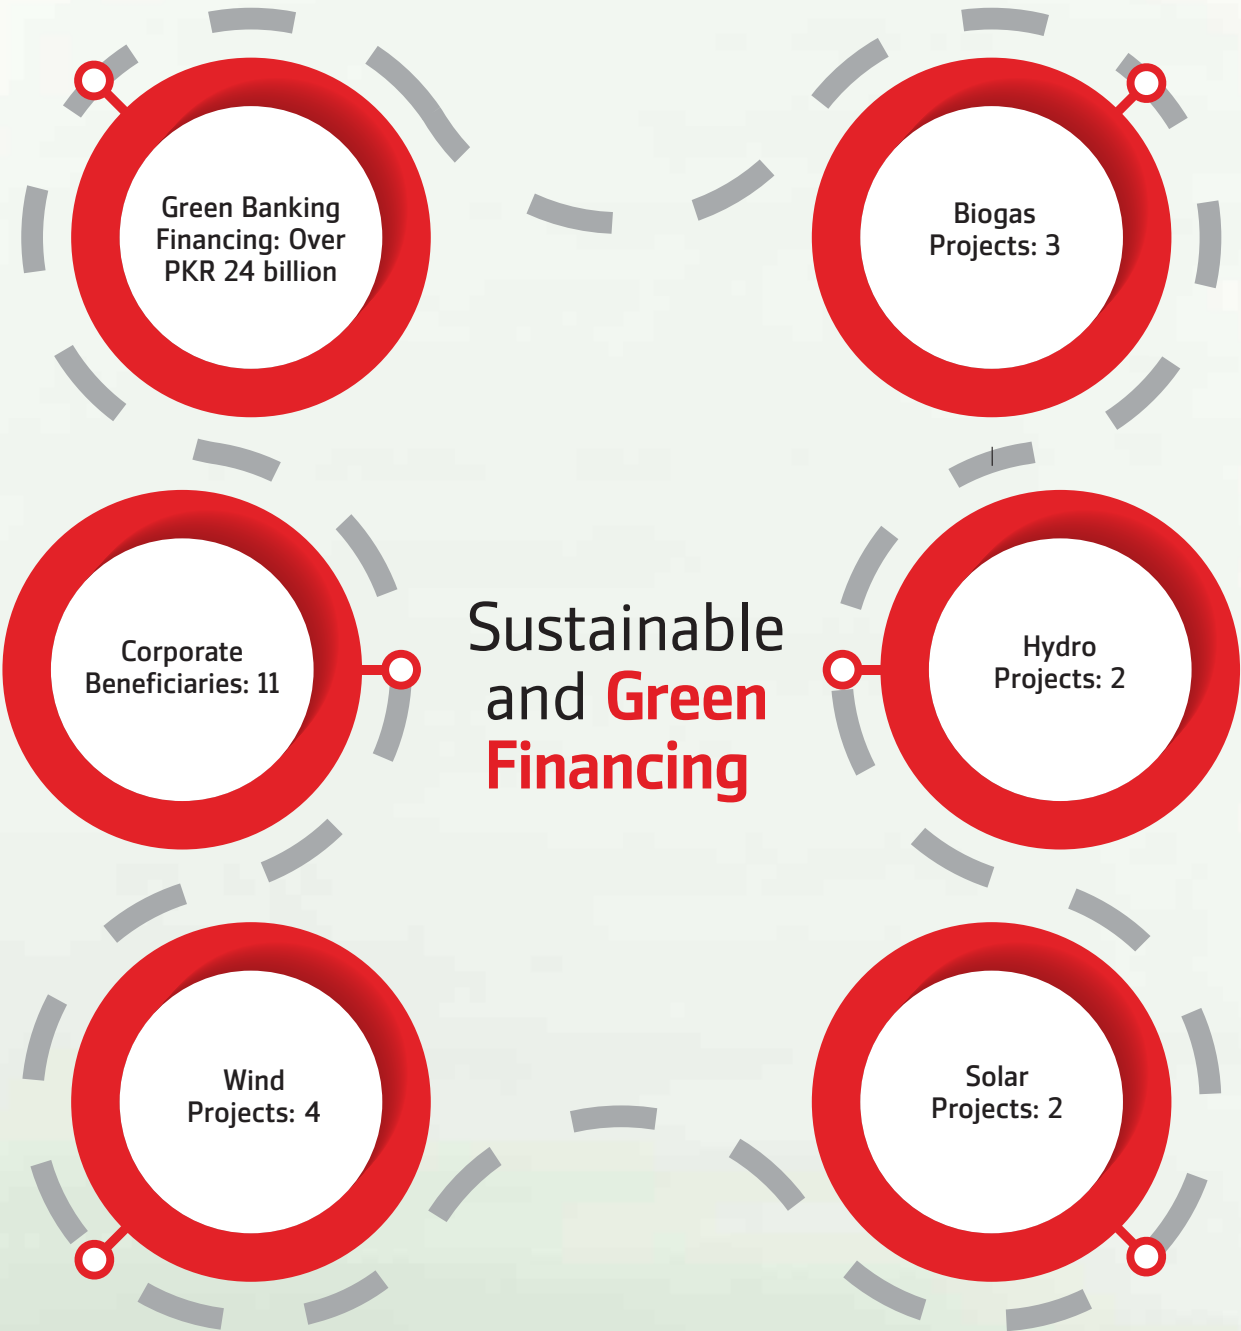 Green Banking
Financing: Over
PKR 24 billion
Biogas
Projects: 3
Corporate
Beneficiaries: 11
Sustainable
and Green
Financing
Hydro
Projects: 2
Wind
Projects: 4
Solar
Projects: 2